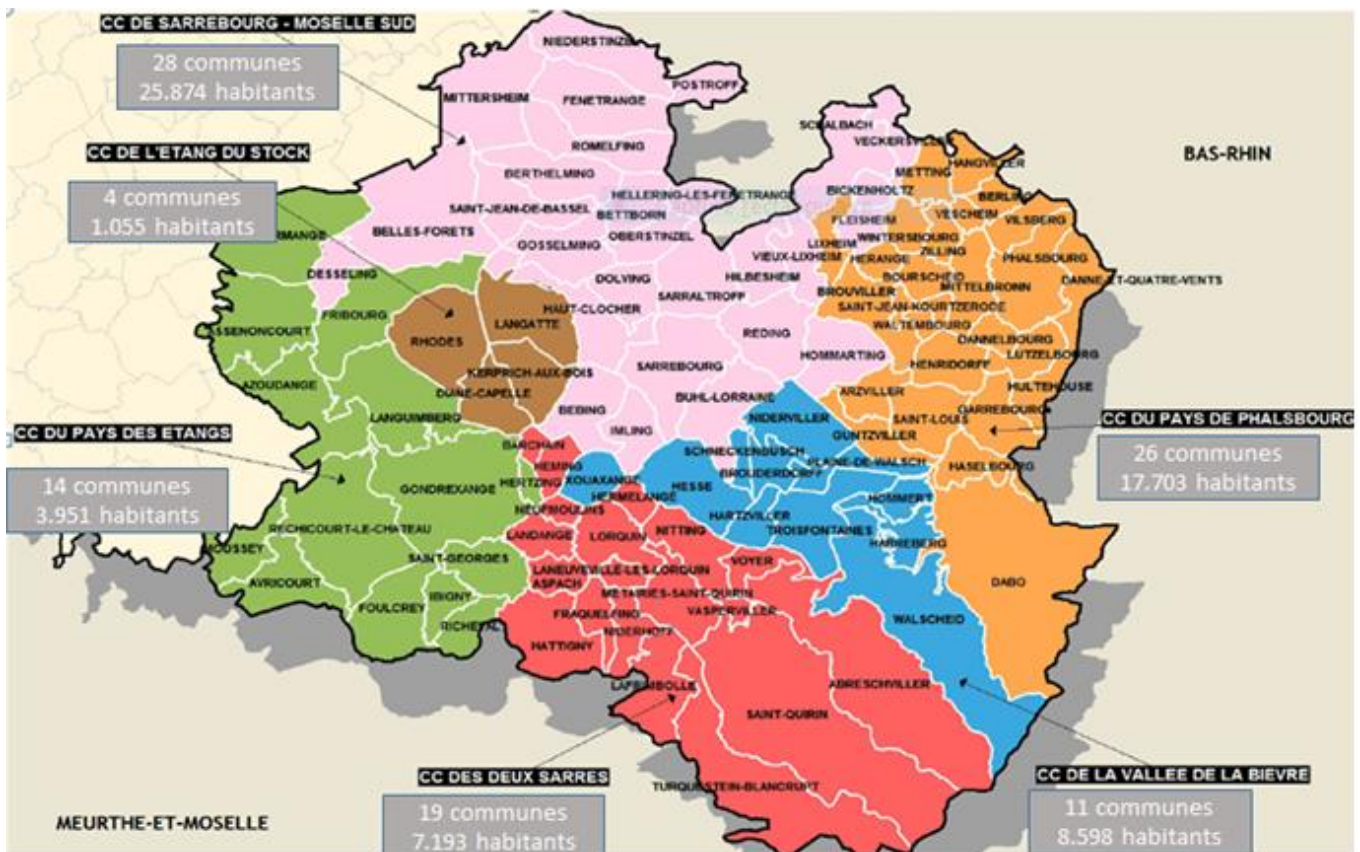 CC DE SARREBOURG - MOSELLE SUD
28 communes
25.874 habitants
CC DE L'ETANG DU STOCK
4 communes
1.055 habitants
CC DU PAYS DES ETANGS
14 communes
3.951 habitants
CC DES DEUX SARRES
19 communes
7.193 habitants
CC DE LA VALLEE DE LA BIEVRE
11 communes
8.598 habitants
CC DU PAYS DE PHALSBOURG
26 communes
17.703 habitants
BAS-RHIN
MEURTHE-ET-MOSELLE
NIEDERSTINZEL
POSTROFF
MITTERSHEIM
FENETRANGE
ROMELFING
BERTHELMING
HELLERING-LES-FENETRANGE
SAINT-JEAN-DE-BASSEL
BETTBORN
BELLES-FORETS
GOSSELMING
OBERSTINZEL
DESSELING
DOLVING
HILBESHEIM
VIEUX-LIXHEIM
HAUT-CLOCHER
SARRALTROFF
REDING
HOMMARTING
SARREBOURG
BUHL-LORRAINE
BEBING
IMLING
SCHALBACH
BICKENHOLTZ
METTING
HANGVILLER
VESCHEIM
VILSBERG
FLEISHEIM
WINTERSBOURG
LIXHEIM
HERANGE
ZILLING
PHALSBOURG
BOURSCHEID
MITTELBRONN
DANNE-ET-QUATRE-VENTS
BROUVILLER
SAINT-JEAN-KOURTZERODE
WALTEMBOURG
DANNELBOURG
LUTZELBOURG
HENRIDORFF
HULTEHOUSE
ARZVILLER
SAINT-LOUIS
GARREBOURG
GUNTZVILLER
HASELBOURG
DABO
FRIBOURG
RHODES
LANGATTE
KERPRICH-AUX-BOIS
DIANE-CAPELLE
AZOUDANGE
LANGUIMBERG
GONDREXANGE
RECHICOURT-LE-CHATEAU
SAINT-GEORGES
AVRICOURT
IBIGNY
FOULCREY
RICHEVAL
BARCHAIN
HEMING
HERTZING
XOUAXANGE
HERMELANGE
NEUFMOULINS
LANDANGE
LORQUIN
NITTING
LANEUVEVILLE-LES-LORQUIN
ASPACH
VOYER
METAIRIES-SAINT-QUIRIN
VASPERVILLER
FRAQUELFING
NIDERHOFF
HATTIGNY
LAFRIMBOLLE
SAINT-QUIRIN
ABRESCHVILLER
TURQUESTEIN-BLANCRUPT
NIDERVILLER
SCHNECKENBUSCH
BROUDERDORFF
PLAINE-DE-WALSCH
HESSE
HOMMERT
HARTZVILLER
TROISFONTAINES
HARREBERG
WALSCHEID